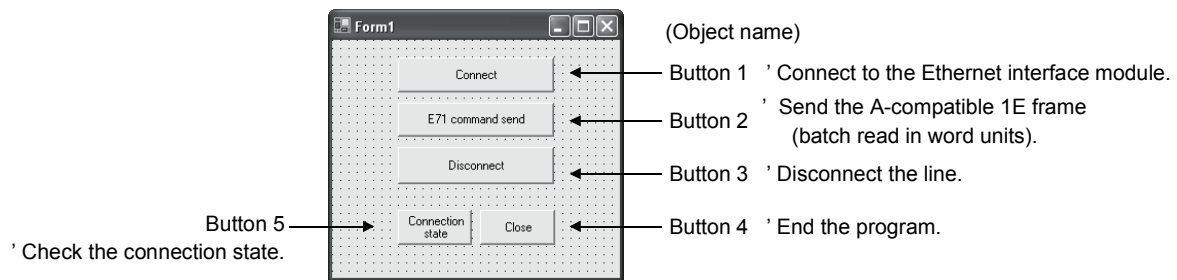 Form1
(Object name)
Connect
Button 1 ’ Connect to the Ethernet interface module.
E71 command send
Button 2 ’ Send the A-compatible 1E frame
(batch read in word units).
Disconnect
Button 3 ’ Disconnect the line.
Button 5
’ Check the connection state.
Connection
state
Close
Button 4 ’ End the program.